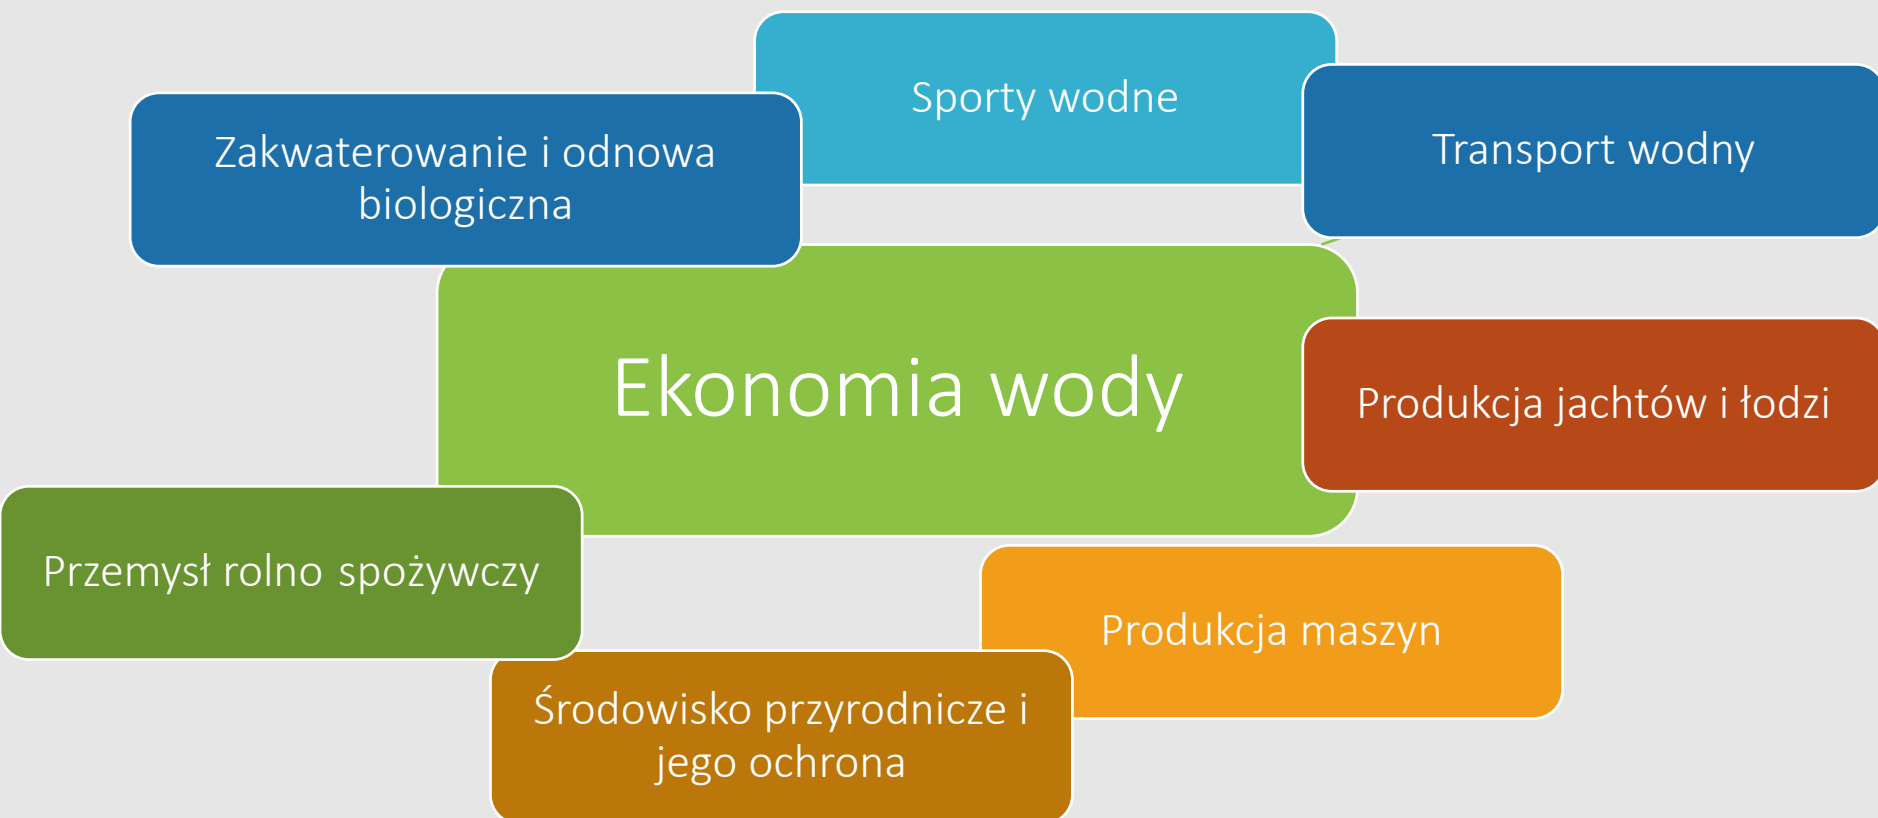 Sporty wodne
Zakwaterowanie i odnowa
biologiczna
Transport wodny
Ekonomia wody
Produkcja jachtów i łodzi
Przemysł rolno spożywczy
Produkcja maszyn
Środowisko przyrodnicze i
jego ochrona